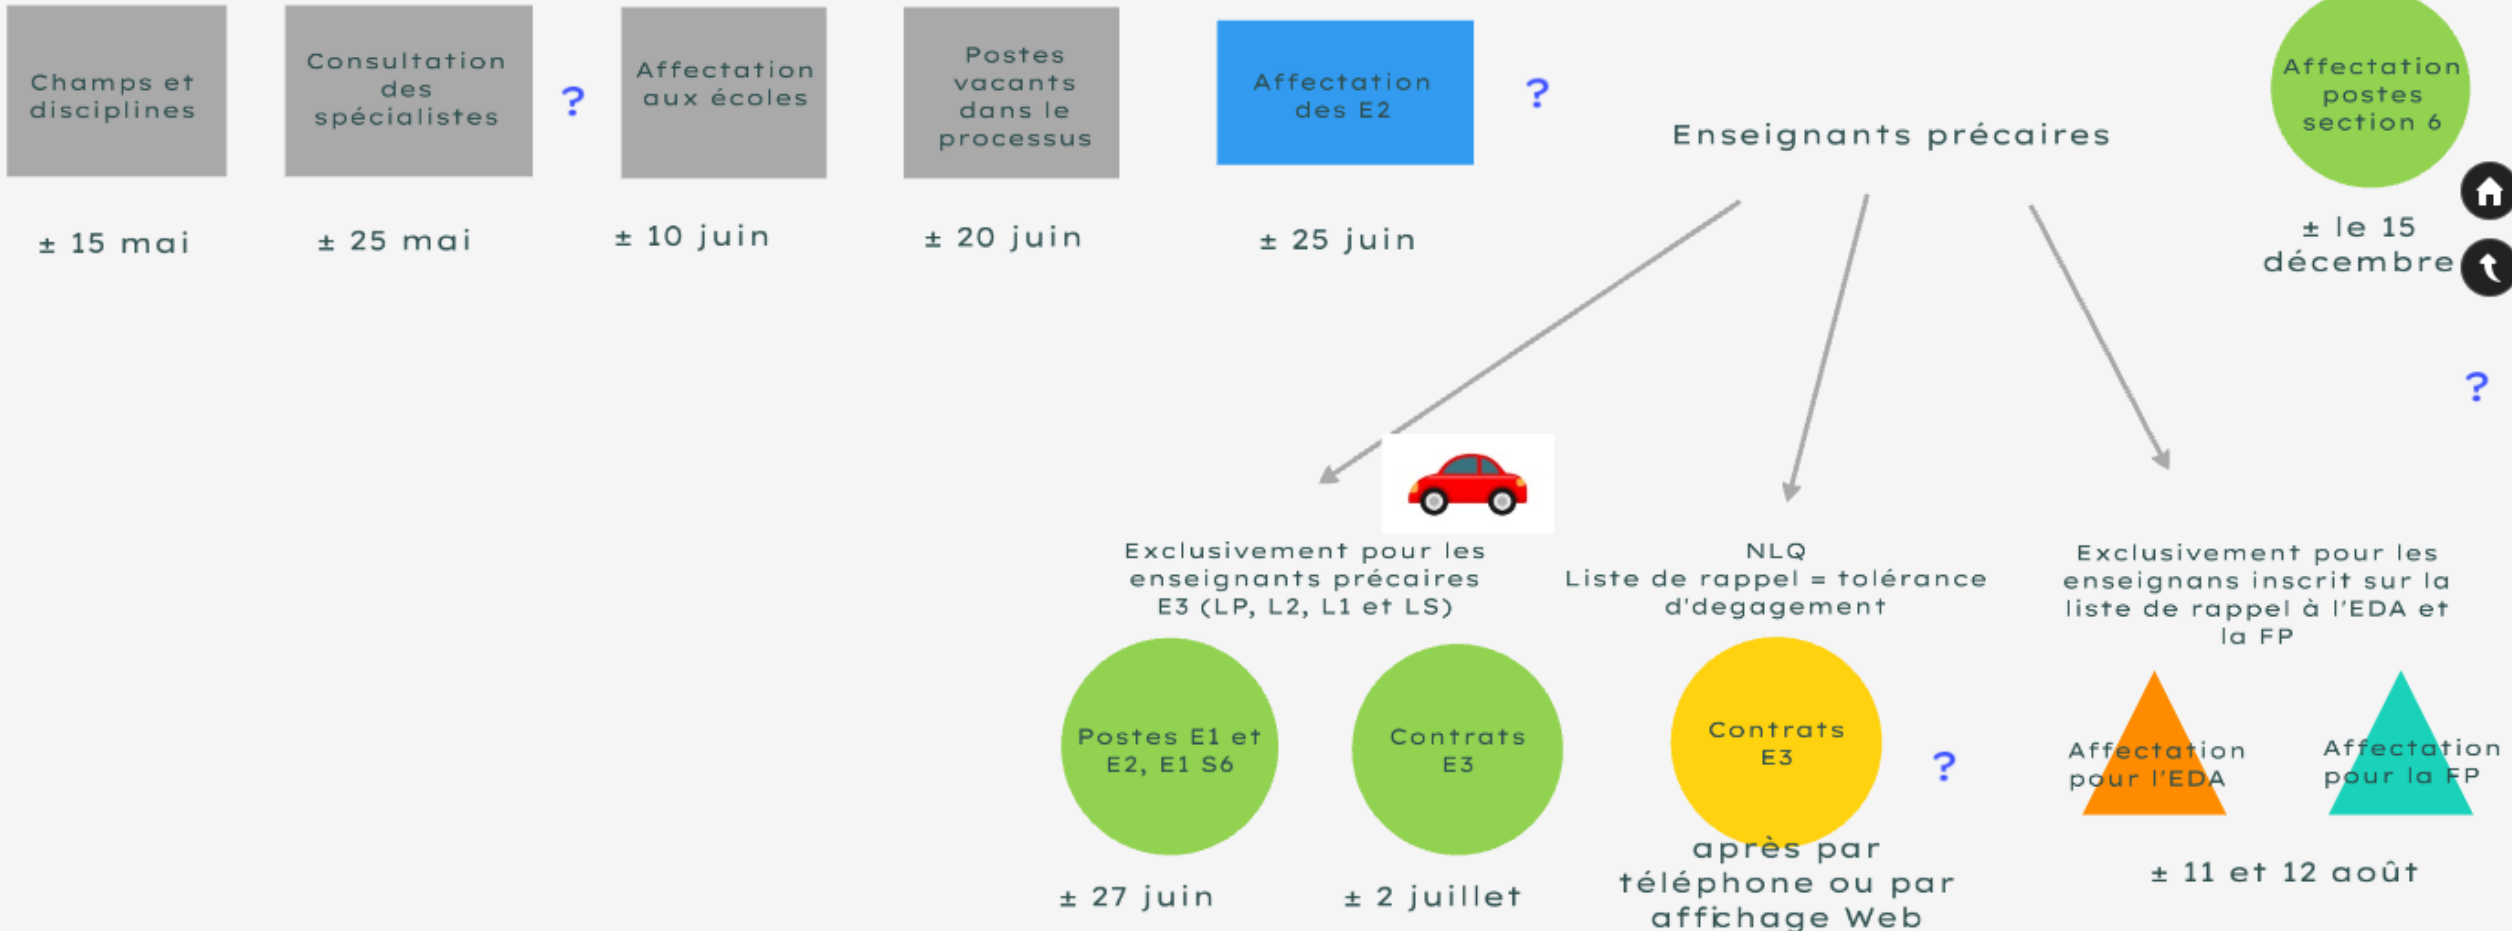 Champs et
disciplines
± 15 mai
Consultation
des
spécialistes
± 25 mai
?
Affectation
aux écoles
± 10 juin
Postes
vacants
dans le
processus
± 20 juin
Affectation
des E2
± 25 juin
?
Enseignants précaires
Affectation
postes
section 6
± le 15
décembre
?
Exclusivement pour les
enseignants précaires
E3 (LP, L2, L1 et LS)
Postes E1 et
E2, E1 S6
± 27 juin
Contrats
E3
± 2 juillet
NLQ
Liste de rappel = tolérance
d'degagement
Contrats
E3
après par
téléphone ou par
affichage Web
?
Exclusivement pour les
enseignans inscrit sur la
liste de rappel à l'EDA et
la FP
Affectation
pour l'EDA
Affectation
pour la FP
± 11 et 12 août